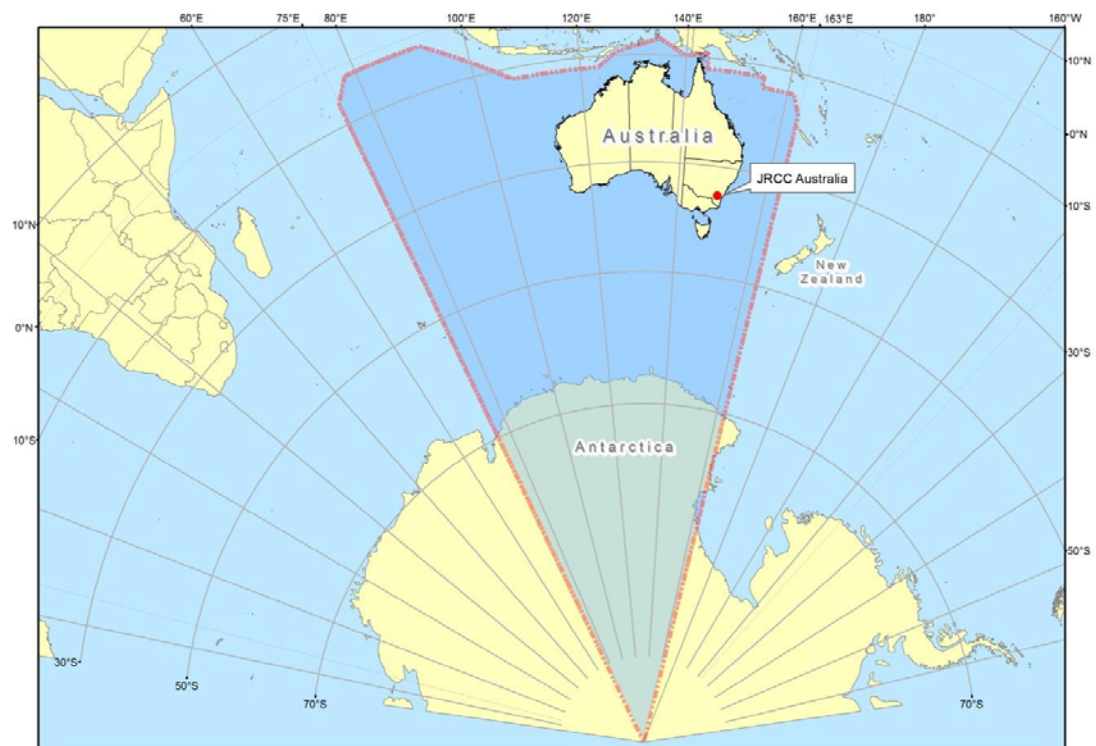 60°E
75°E
80°E
100°E
120°E
140°E
160°E
163°E
180°
160°W
10°N
0°N
10°S
30°S
50°S
70°S
Australia
JRCC Australia
New
Zealand
Antarctica
10°N
0°N
10°S
30°S
50°S
70°S